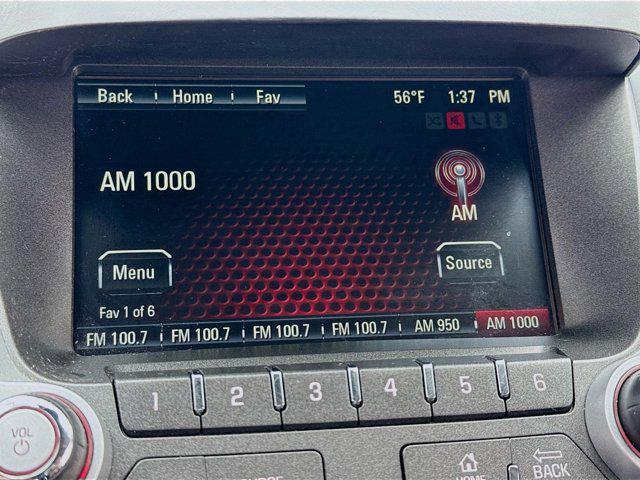 Back Home Fav 56°F 1:37 PM
AM 1000
AM
Menu Source
Fav 1 of 6
FM 100.7 FM 100.7 FM 100.7 FM 100.7 AM 950 AM 1000
1 2 3 4 5 6
VOL
BACK